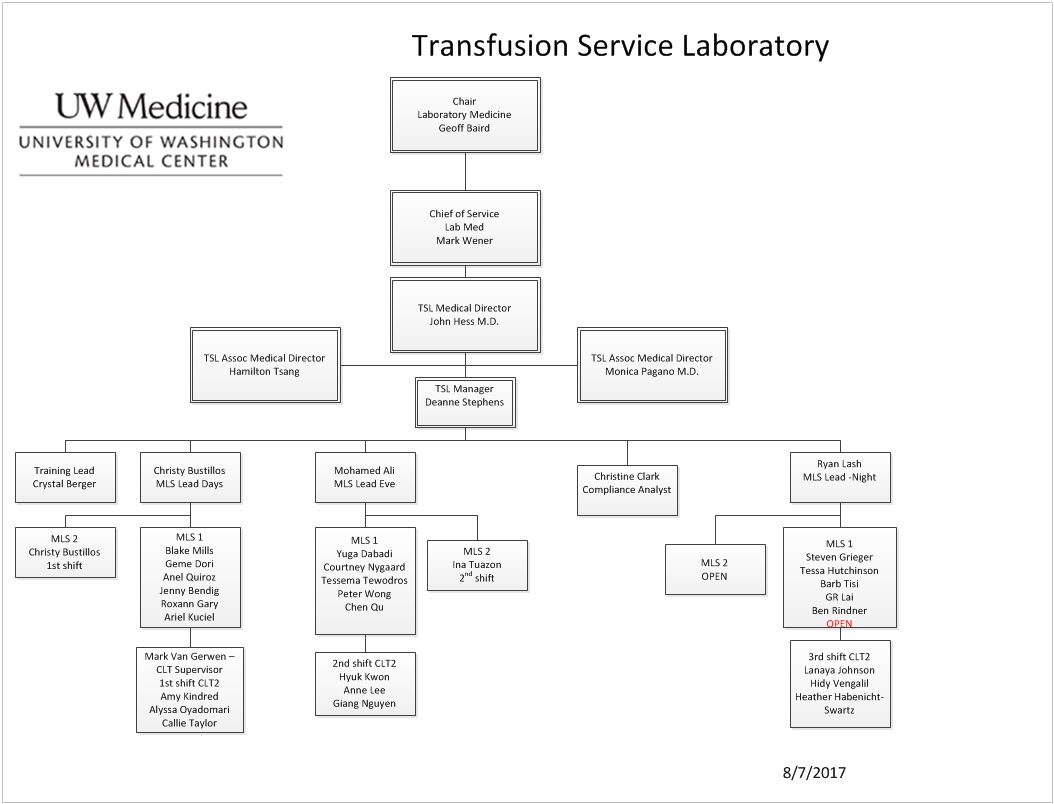 Transfusion Service Laboratory
UW Medicine
UNIVERSITY OF WASHINGTON
MEDICAL CENTER
Chair
Laboratory Medicine
Geoff Baird
Chief of Service
Lab Med
Mark Wener
TSL Medical Director
John Hess M.D.
TSL Assoc Medical Director
Hamilton Tsang
TSL Assoc Medical Director
Monica Pagano M.D.
TSL Manager
Deanne Stephens
Training Lead
Crystal Berger
Christy Bustillos
MLS Lead Days
Mohamed Ali
MLS Lead Eve
Christine Clark
Compliance Analyst
Ryan Lash
MLS Lead -Night
MLS 2
Christy Bustillos
1st shift
MLS 1
Blake Mills
Geme Dori
Anel Quiroz
Jenny Bendig
Roxann Gary
Ariel Kuciel
MLS 1
Yuga Dabadi
Courtney Nygaard
Tessema Tewodros
Peter Wong
Chen Qu
MLS 2
Ina Tuazon
2nd shift
MLS 2
OPEN
MLS 1
Steven Grieger
Tessa Hutchinson
Barb Tisi
GR Lai
Ben Rindner
OPEN
Mark Van Gerwen –
CLT Supervisor
1st shift CLT2
Amy Kindred
Alyssa Oyadomari
Callie Taylor
2nd shift CLT2
Hyuk Kwon
Anne Lee
Giang Nguyen
3rd shift CLT2
Lanaya Johnson
Hidy Vengalil
Heather Habenicht-
Swartz
8/7/2017